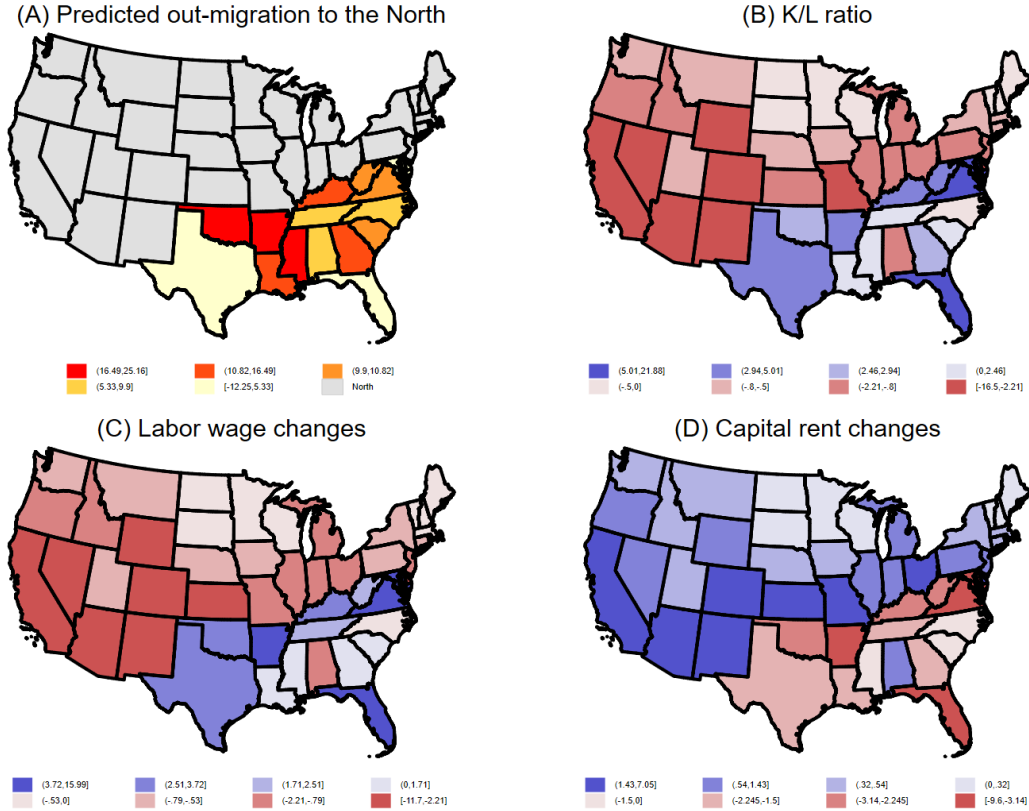 (A) Predicted out-migration to the North
(B) K/L ratio
(16.49,25.16] (10.82,16.49] (9.9,10.82]
(5.33,9.9] [-12.25,5.33] North
(5.01,21.88] (2.94,5.01] (2.46,2.94] (0,2.46]
(-.5,0] (-.8,-.5] (-2.21,-.8] [-16.5,-2.21]
(C) Labor wage changes
(D) Capital rent changes
(3.72,15.99] (2.51,3.72] (1.71,2.51] (0,1.71]
(-.53,0] (-.79,-.53] (-2.21,-.79] [-11.7,-2.21]
(1.43,7.05] (.54,1.43] (.32,.54] (0,.32]
(-1.5,0] (-2.245,-1.5] (-3.14,-2.245] [-9.6,-3.14]